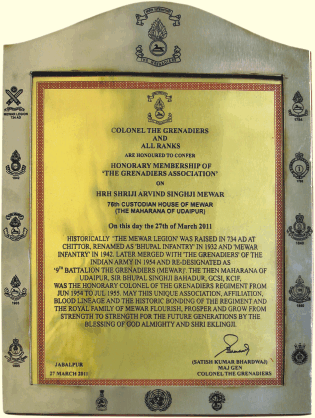 THE GRENADIERS
MEWAR LEGION
734 AD
COLONEL THE GRENADIERS
AND
ALL RANKS
ARE HONOURED TO CONFER
HONORARY MEMBERSHIP OF
'THE GRENADIERS ASSOCIATION'
ON
HRH SHRIJI ARVIND SINGHJI MEWAR
76th CUSTODIAN HOUSE OF MEWAR
(THE MAHARANA OF UDAIPUR)
On this day the 27th of March 2011
HISTORICALLY 'THE MEWAR LEGION' WAS RAISED IN 734 AD AT
CHITTOR, RENAMED AS 'BHUPAL INFANTRY' IN 1932 AND 'MEWAR
INFANTRY' IN 1942. LATER MERGED WITH 'THE GRENADIERS' OF THE
INDIAN ARMY IN 1954 AND RE-DESIGNATED AS
'9TH BATTALION THE GRENADIERS (MEWAR)'. THE THEN MAHARANA OF
UDAIPUR, SIR BHUPAL SINGHJI BAHADUR, GCSI, KCIF,
WAS THE HONORARY COLONEL OF THE GRENADIERS REGIMENT FROM
JUN 1954 TO JUL 1955. MAY THIS UNIQUE ASSOCIATION, AFFILIATION,
BLOOD LINEAGE AND THE HISTORIC BONDING OF THE REGIMENT AND
THE ROYAL FAMILY OF MEWAR FLOURISH, PROSPER AND GROW FROM
STRENGTH TO STRENGTH FOR THE FUTURE GENERATIONS BY THE
BLESSING OF GOD ALMIGHTY AND SHRI EKLINGJI.
JABALPUR
27 MARCH 2011
(SATISH KUMAR BHARDWAJ)
MAJ GEN
COLONEL THE GRENADIERS